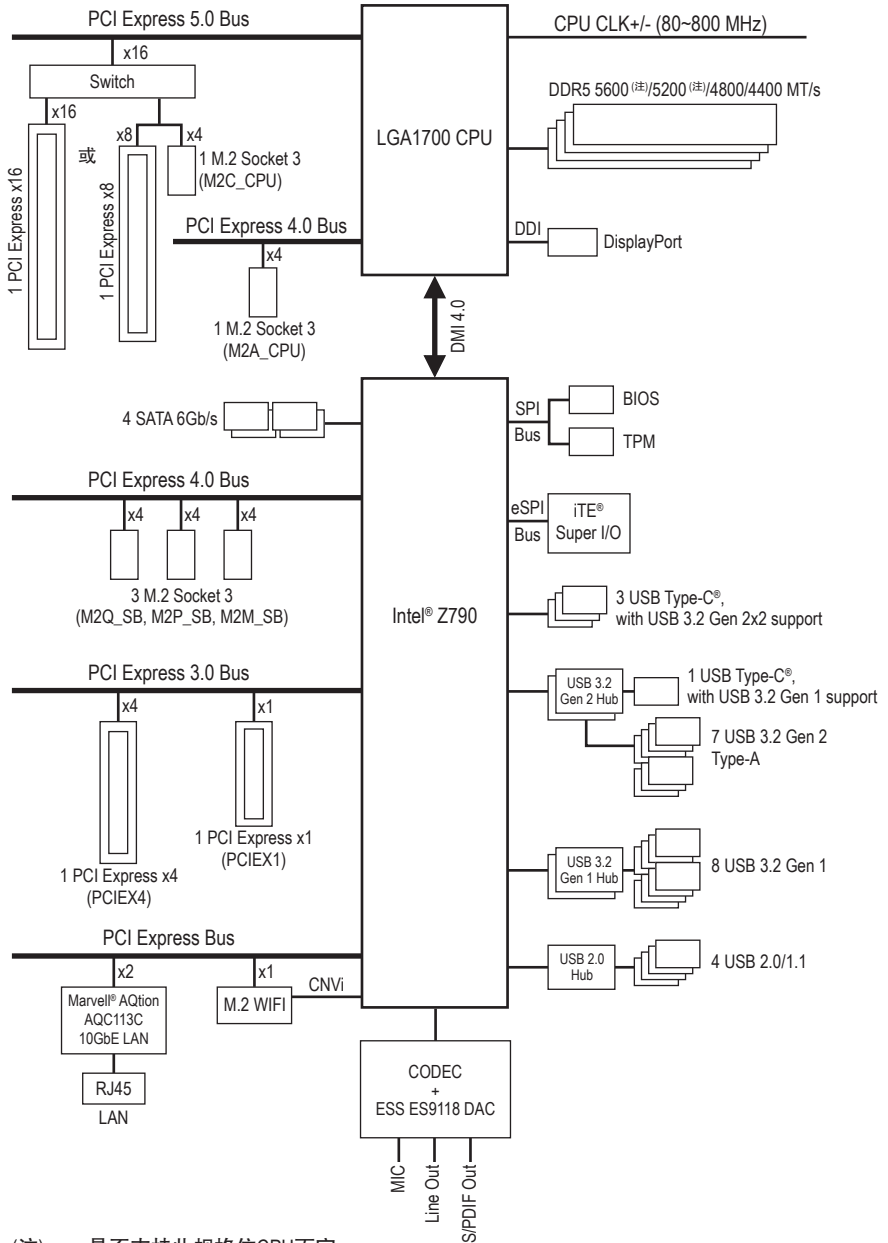 PCI Express 5.0 Bus
CPU CLK+/- (80~800 MHz)
x16
Switch
DDR5 5600 (注)/5200 (注)/4800/4400 MT/s
x16
或
x8
x4
1 M.2 Socket 3
(M2C_CPU)
1 PCI Express x16
1 PCI Express x8
LGA1700 CPU
PCI Express 4.0 Bus
x4
1 M.2 Socket 3
(M2A_CPU)
DDI
DisplayPort
DMI 4.0
4 SATA 6Gb/s
SPI
Bus
BIOS
TPM
PCI Express 4.0 Bus
x4
x4
x4
3 M.2 Socket 3
(M2Q_SB, M2P_SB, M2M_SB)
eSPI
Bus
iTE®
Super I/O
Intel® Z790
3 USB Type-C®,
with USB 3.2 Gen 2x2 support
PCI Express 3.0 Bus
x4
x1
1 PCI Express x1
(PCIEX1)
1 PCI Express x4
(PCIEX4)
USB 3.2
Gen 2 Hub
1 USB Type-C®,
with USB 3.2 Gen 1 support
7 USB 3.2 Gen 2
Type-A
USB 3.2
Gen 1 Hub
8 USB 3.2 Gen 1
PCI Express Bus
x2
x1
Marvell® AQtion
AQC113C
10GbE LAN
M.2 WIFI
CNVi
RJ45
LAN
USB 2.0
Hub
4 USB 2.0/1.1
CODEC
+
ESS ES9118 DAC
MIC
Line Out
S/PDIF Out